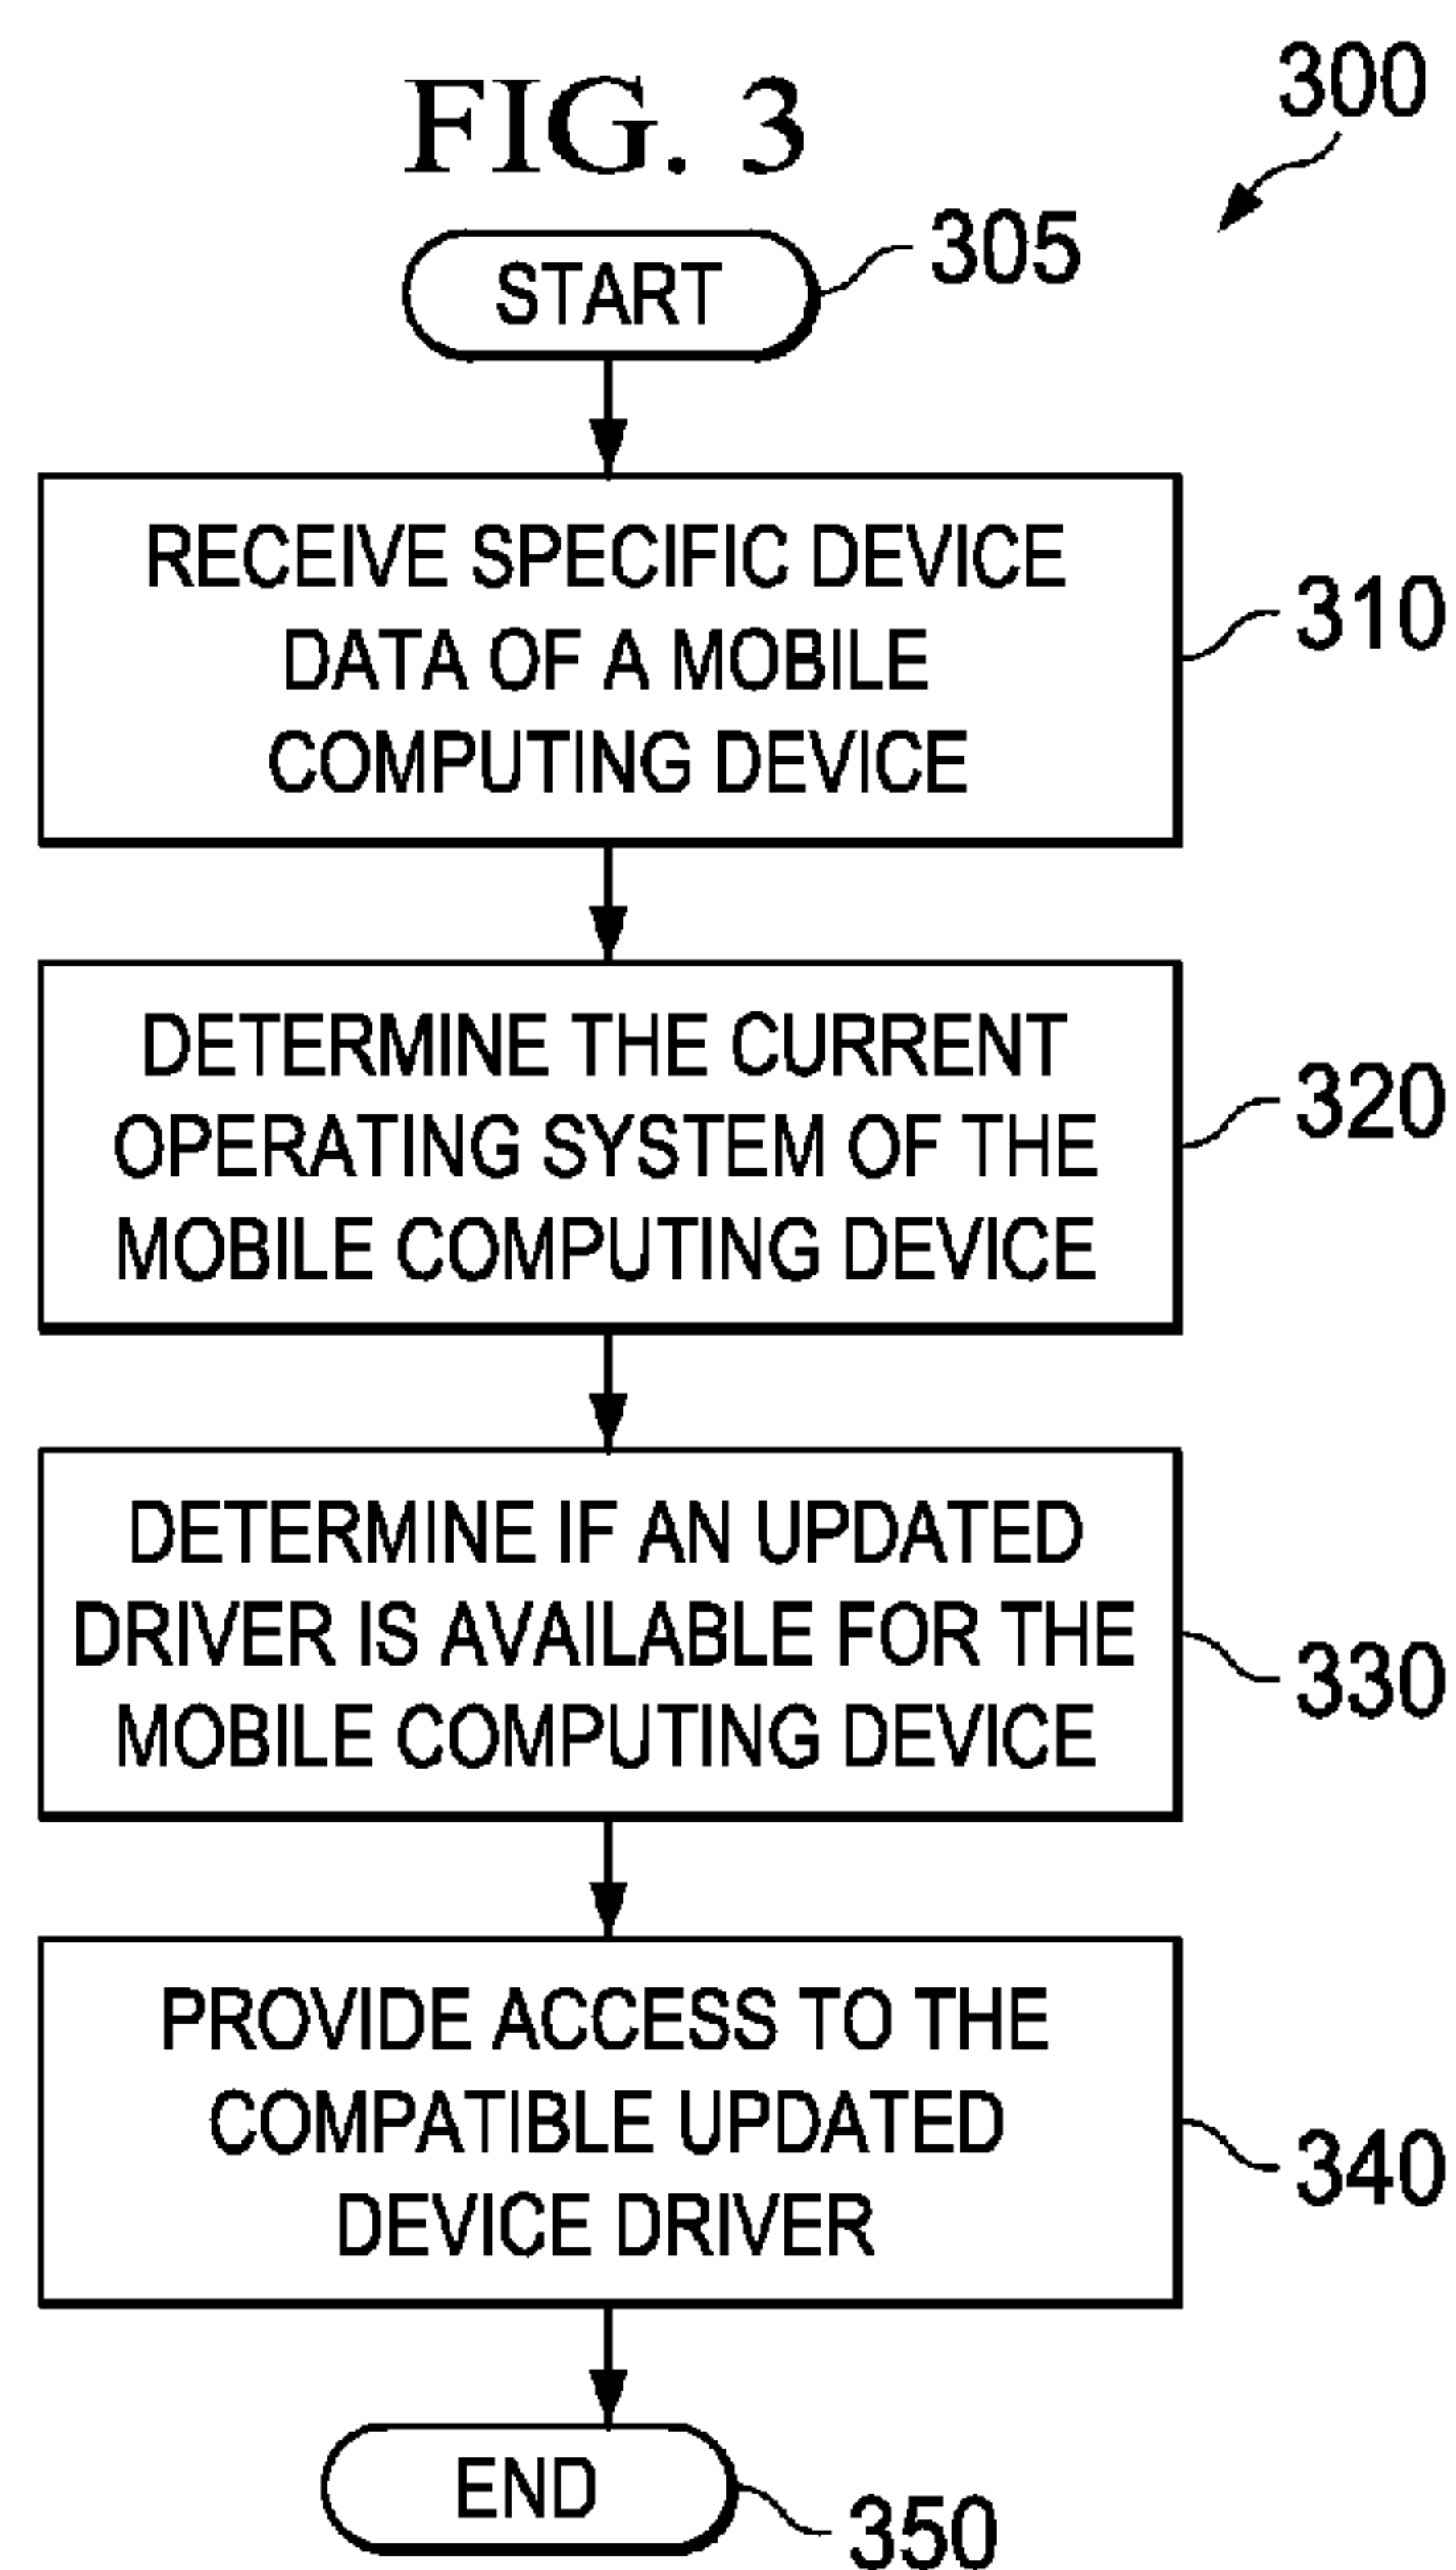 FIG. 3
300
START
305
RECEIVE SPECIFIC DEVICE
DATA OF A MOBILE
COMPUTING DEVICE
310
DETERMINE THE CURRENT
OPERATING SYSTEM OF THE
MOBILE COMPUTING DEVICE
320
DETERMINE IF AN UPDATED
DRIVER IS AVAILABLE FOR THE
MOBILE COMPUTING DEVICE
330
PROVIDE ACCESS TO THE
COMPATIBLE UPDATED
DEVICE DRIVER
340
END
350